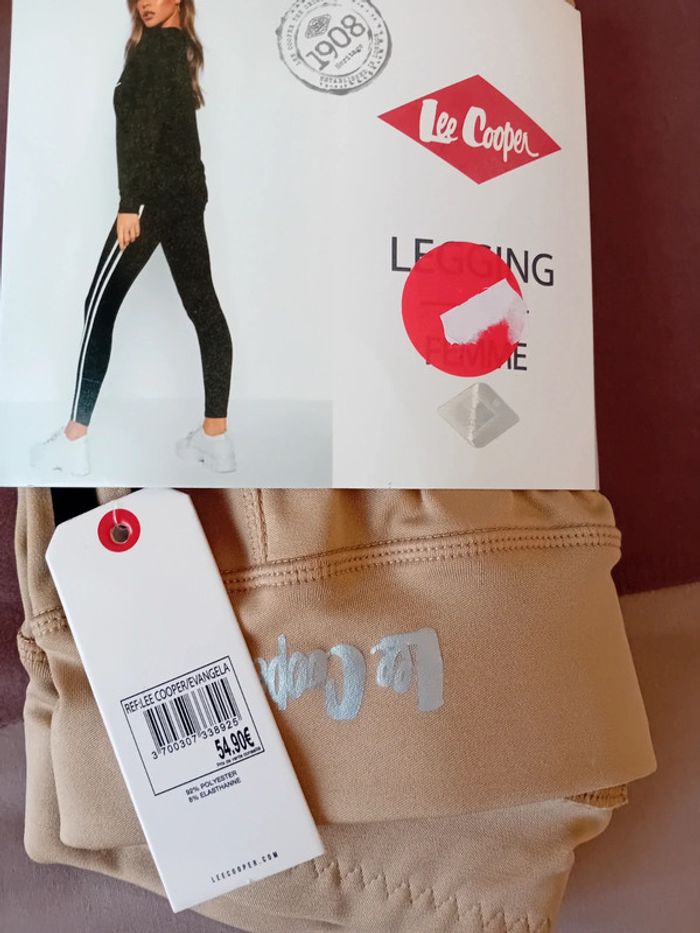 1908
Heritage
Lee Cooper
LEGGING
FEMME
Lee Cooper
REF:LEE COOPER/EVANGELA
3 700307 338925
54.90€
92% POLYESTER
8% ELASTHANNE
LEECOOPER.COM